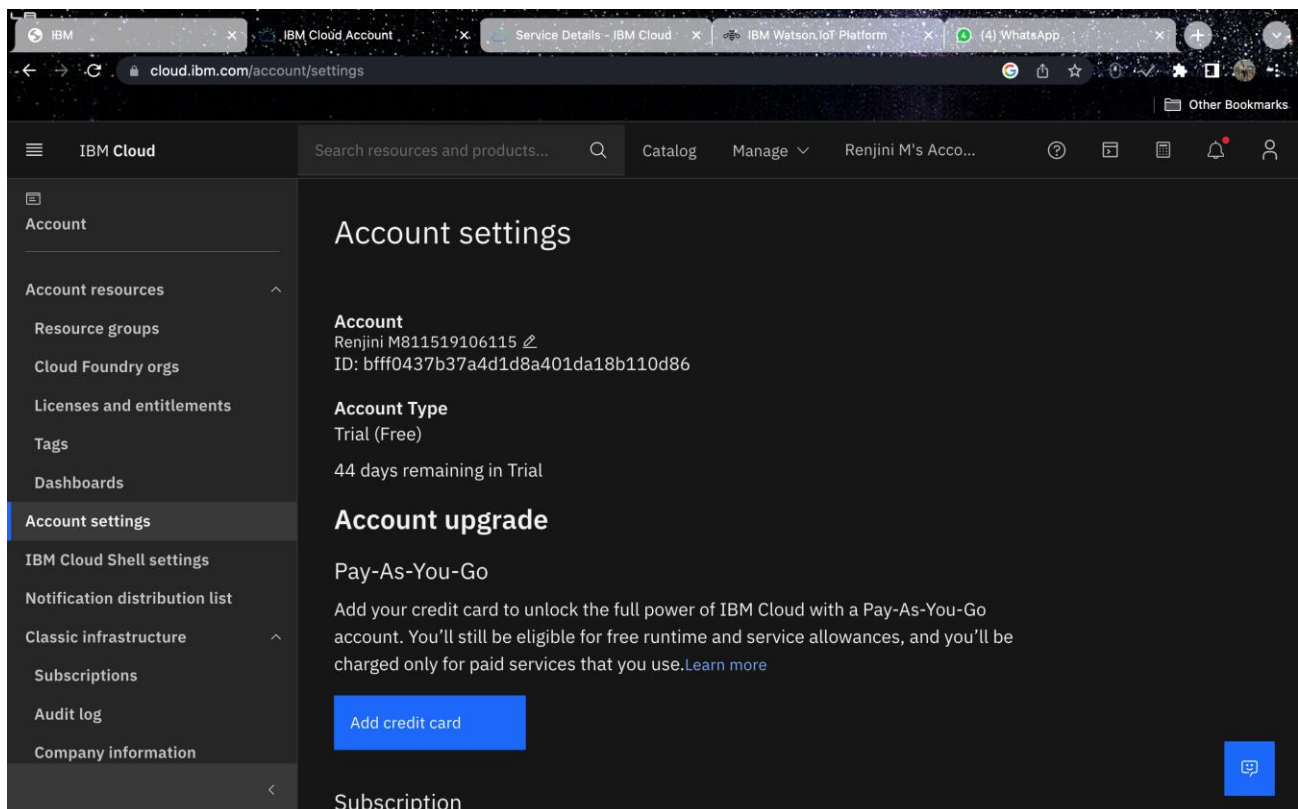 IBM
IBM Cloud Account
Service Details - IBM Cloud
IBM Watson IoT Platform
(4) WhatsApp
cloud.ibm.com/account/settings
Other Bookmarks
IBM Cloud
Search resources and products...
Catalog
Manage
Renjini M's Acco...
Account
Account resources
Resource groups
Cloud Foundry orgs
Licenses and entitlements
Tags
Dashboards
Account settings
IBM Cloud Shell settings
Notification distribution list
Classic infrastructure
Subscriptions
Audit log
Company information
Account settings
Account
Renjini M811519106115
ID: bfff0437b37a4d1d8a401da18b110d86
Account Type
Trial (Free)
44 days remaining in Trial
Account upgrade
Pay-As-You-Go
Add your credit card to unlock the full power of IBM Cloud with a Pay-As-You-Go
account. You'll still be eligible for free runtime and service allowances, and you'll be
charged only for paid services that you use.Learn more
Add credit card
Subscription